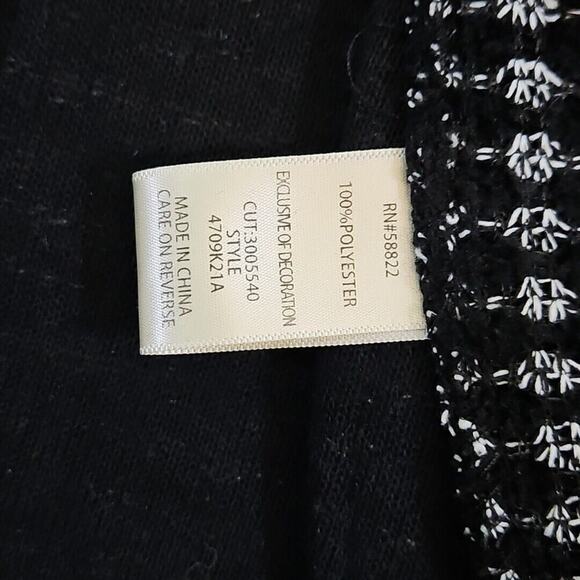 RN#58822
100%POLYESTER
EXCLUSIVE OF DECORATION
CUT:3005540
STYLE
4709K21A
MADE IN CHINA
CARE ON REVERSE